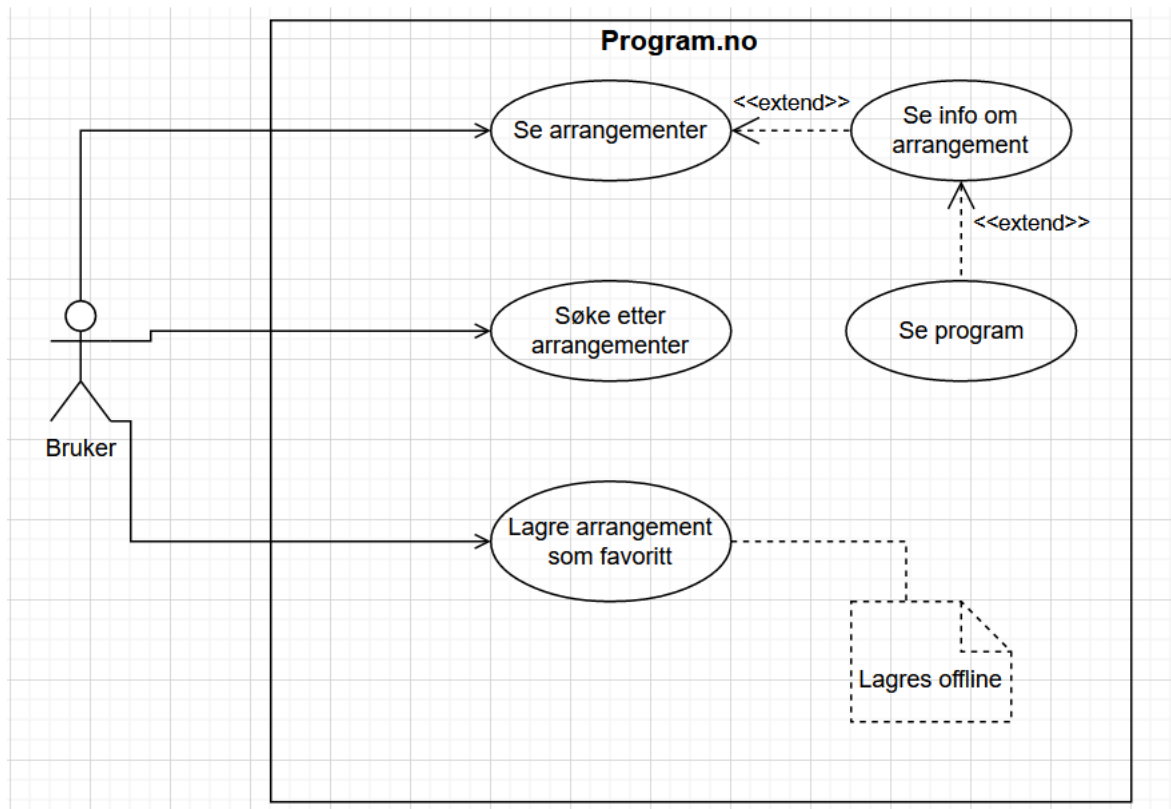 Program.no
Se arrangementer
<<extend>>
Se info om
arrangement
<<extend>>
Søke etter
arrangementer
Se program
Bruker
Lagre arrangement
som favoritt
Lagres offline